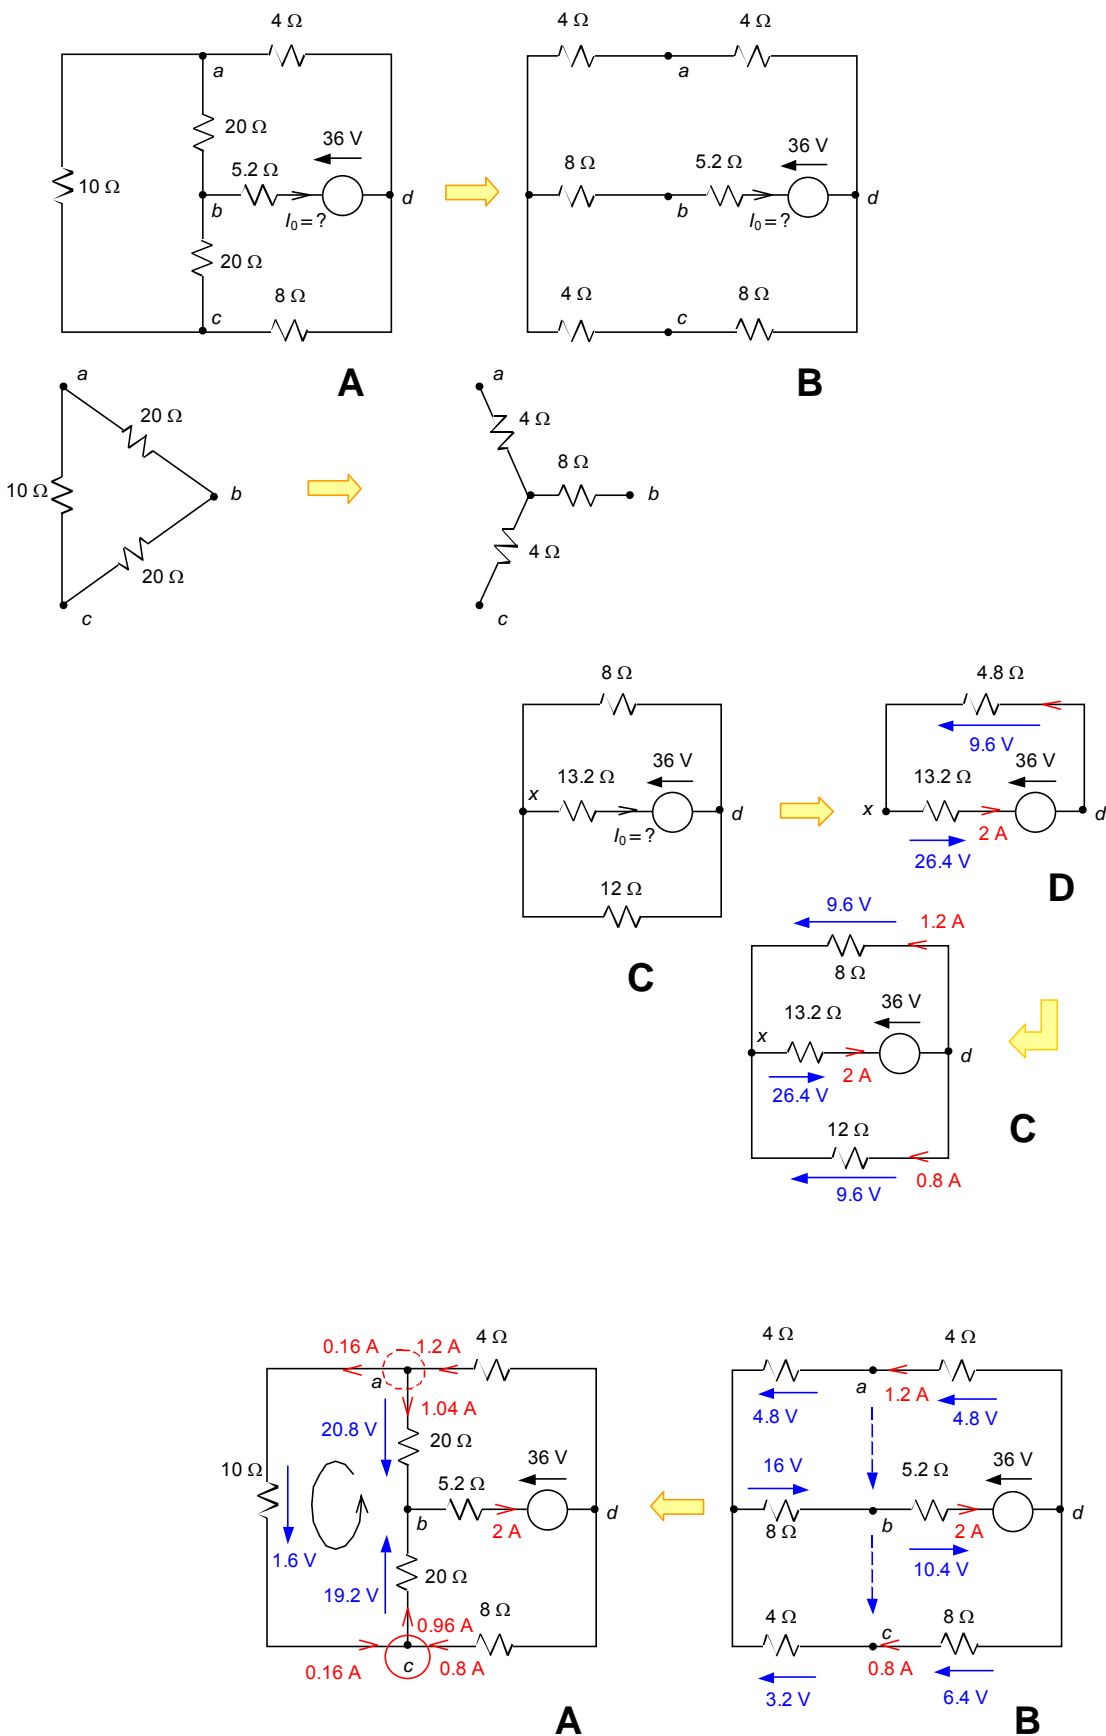 4 Ω
a
20 Ω
36 V
10 Ω
5.2 Ω
b
I0 = ?
d
20 Ω
8 Ω
c
A
4 Ω
4 Ω
a
36 V
8 Ω
5.2 Ω
b
I0 = ?
d
4 Ω
c
8 Ω
B
a
20 Ω
10 Ω
b
20 Ω
c
a
4 Ω
8 Ω
b
4 Ω
c
8 Ω
36 V
x
13.2 Ω
d
I0 = ?
12 Ω
C
4.8 Ω
9.6 V
36 V
13.2 Ω
x
d
2 A
26.4 V
D
9.6 V
1.2 A
8 Ω
36 V
13.2 Ω
x
d
2 A
26.4 V
12 Ω
0.8 A
9.6 V
C
0.16 A
1.2 A
4 Ω
a
1.04 A
20.8 V
20 Ω
10 Ω
36 V
5.2 Ω
b
d
2 A
1.6 V
19.2 V
20 Ω
8 Ω
0.96 A
c
0.16 A
0.8 A
A
4 Ω
4 Ω
a
1.2 A
4.8 V
4.8 V
16 V
36 V
5.2 Ω
8 Ω
b
2 A
d
10.4 V
4 Ω
8 Ω
c
0.8 A
3.2 V
6.4 V
B